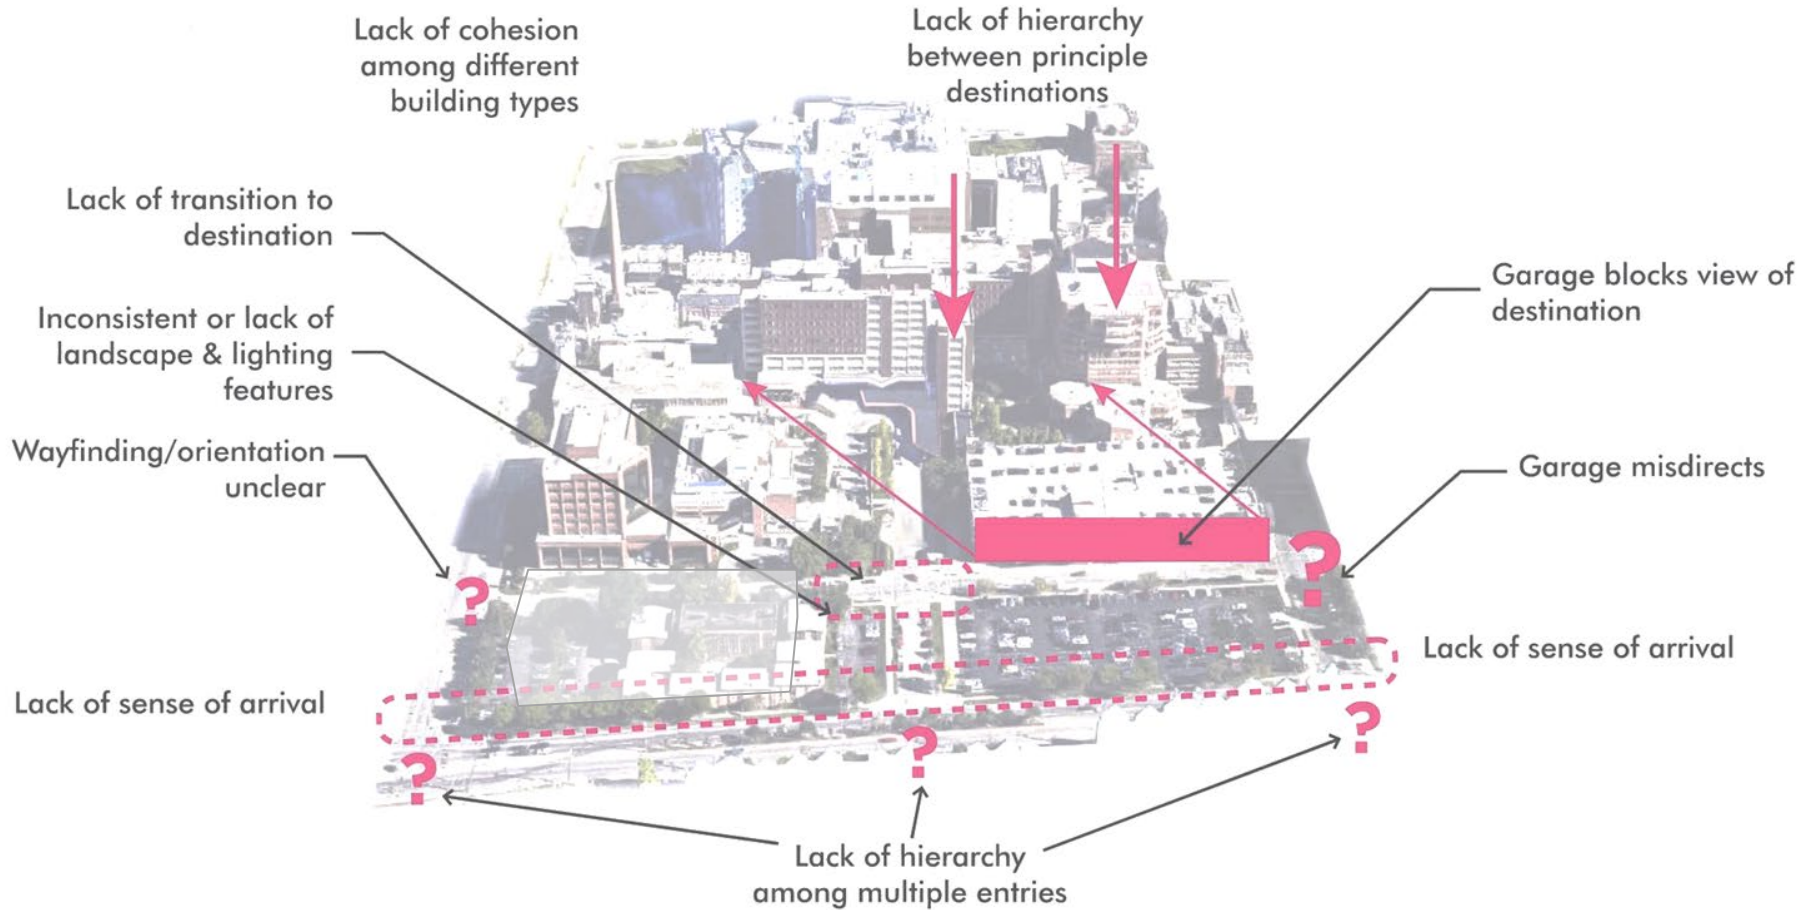 Lack of cohesion
among different
building types
Lack of hierarchy
between principle
destinations
Lack of transition to
destination
Inconsistent or lack of
landscape & lighting
features
Wayfinding/orientation
unclear
Garage blocks view of
destination
Garage misdirects
?
?
Lack of sense of arrival
Lack of sense of arrival
?
?
?
Lack of hierarchy
among multiple entries